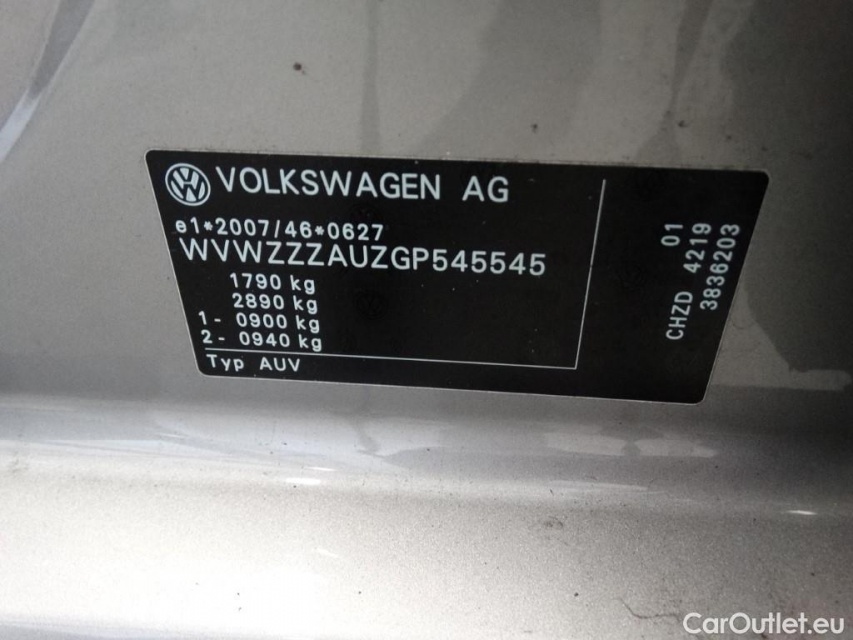 VOLKSWAGEN AG
e1*2007/46*0627
WVWZZZAUZGP545545
1790 kg
2890 kg
1- 0900 kg
2- 0940 kg
Typ AUV
01
CHZD 4219
3836203
CarOutlet.eu